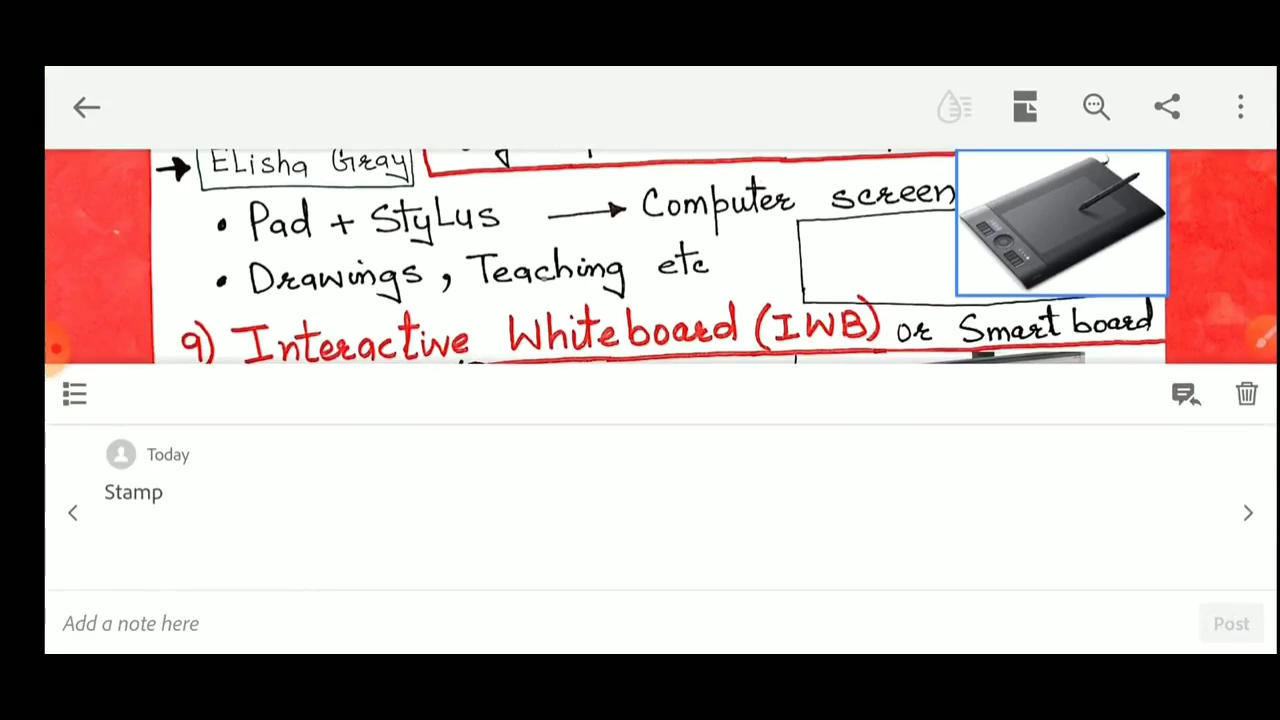 → Elisha Gray
• Pad + Stylus → Computer screen
• Drawings, Teaching etc
9) Interactive Whiteboard (IWB) or Smart board
Today
Stamp
Add a note here
Post